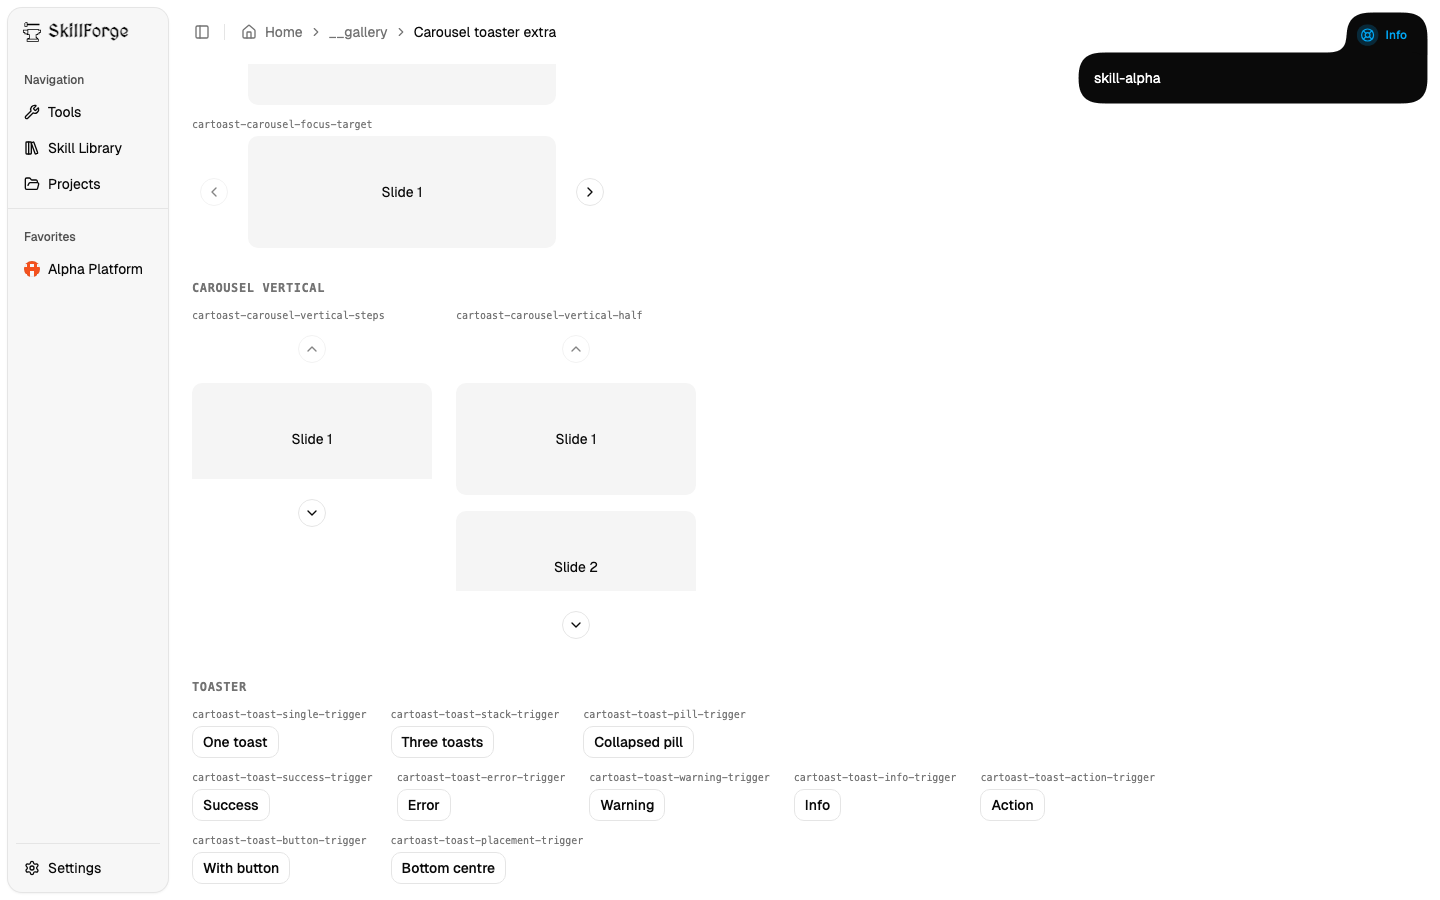 SkillForge
Navigation
Tools
Skill Library
Projects
Favorites
Alpha Platform
Settings
Home
__gallery
Carousel toaster extra
Info
skill-alpha
cartoast-carousel-focus-target
Slide 1
CAROUSEL VERTICAL
cartoast-carousel-vertical-steps
cartoast-carousel-vertical-half
Slide 1
Slide 1
Slide 2
TOASTER
cartoast-toast-single-trigger
cartoast-toast-stack-trigger
cartoast-toast-pill-trigger
One toast
Three toasts
Collapsed pill
cartoast-toast-success-trigger
cartoast-toast-error-trigger
cartoast-toast-warning-trigger
cartoast-toast-info-trigger
cartoast-toast-action-trigger
Success
Error
Warning
Info
Action
cartoast-toast-button-trigger
cartoast-toast-placement-trigger
With button
Bottom centre